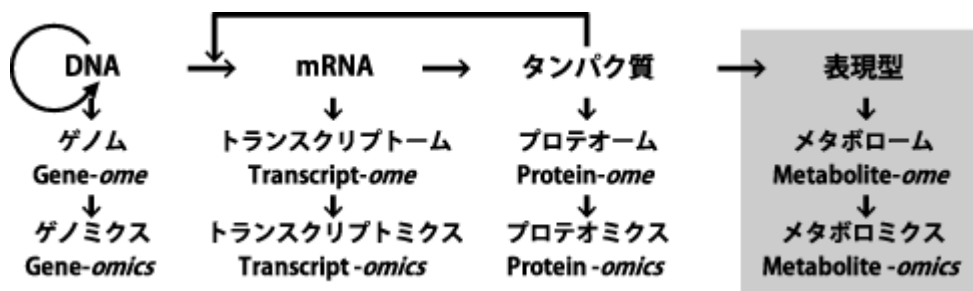 DNA
mRNA
タンパク質
表現型
ゲノム
トランスクリプトーム
プロテオーム
メタボローム
Gene-ome
Transcript-ome
Protein-ome
Metabolite-ome
ゲノミクス
トランスクリプトミクス
プロテオミクス
メタボロミクス
Gene-omics
Transcript -omics
Protein -omics
Metabolite -omics